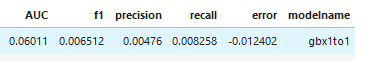 AUC f1 precision recall error modelname
0.06011 0.006512 0.00476 0.008258 -0.012402 gbx1to1